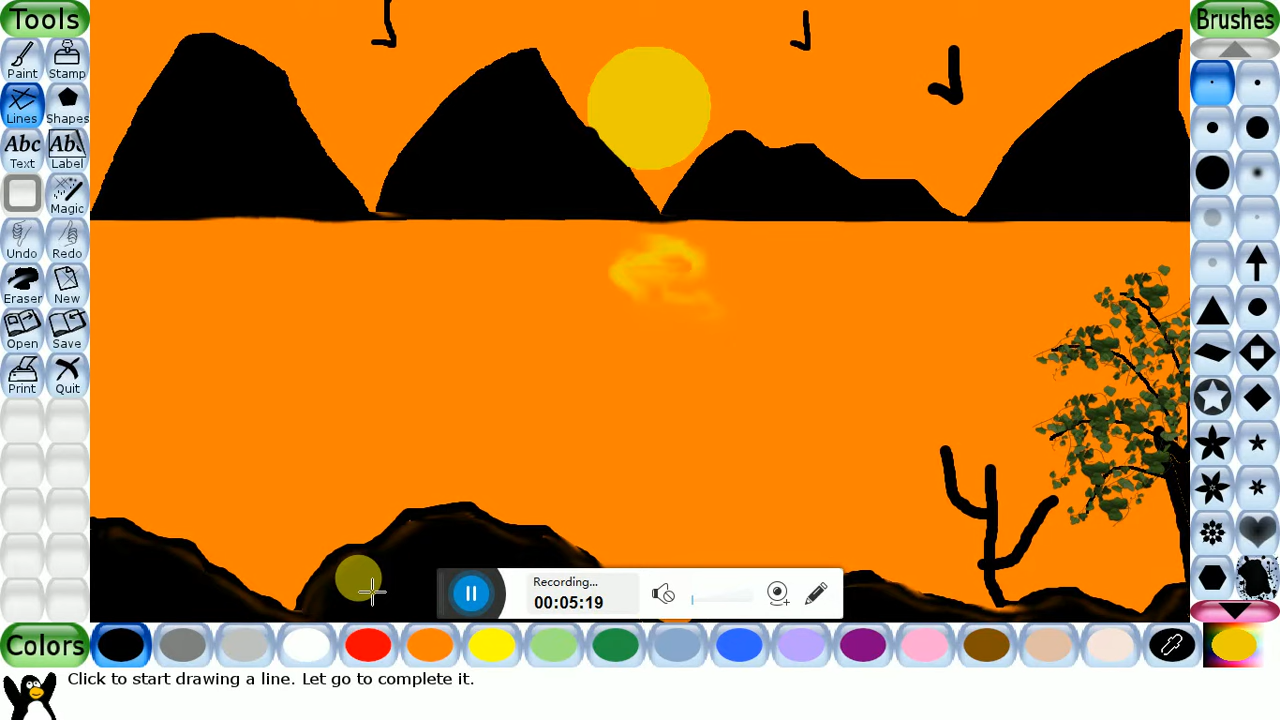 Tools
Brushes
Paint
Stamp
Lines
Shapes
Abc
Text
Abc
Label
Magic
Undo
Redo
Eraser
New
Open
Save
Print
Quit
Recording...
00:05:19
Colors
Click to start drawing a line. Let go to complete it.